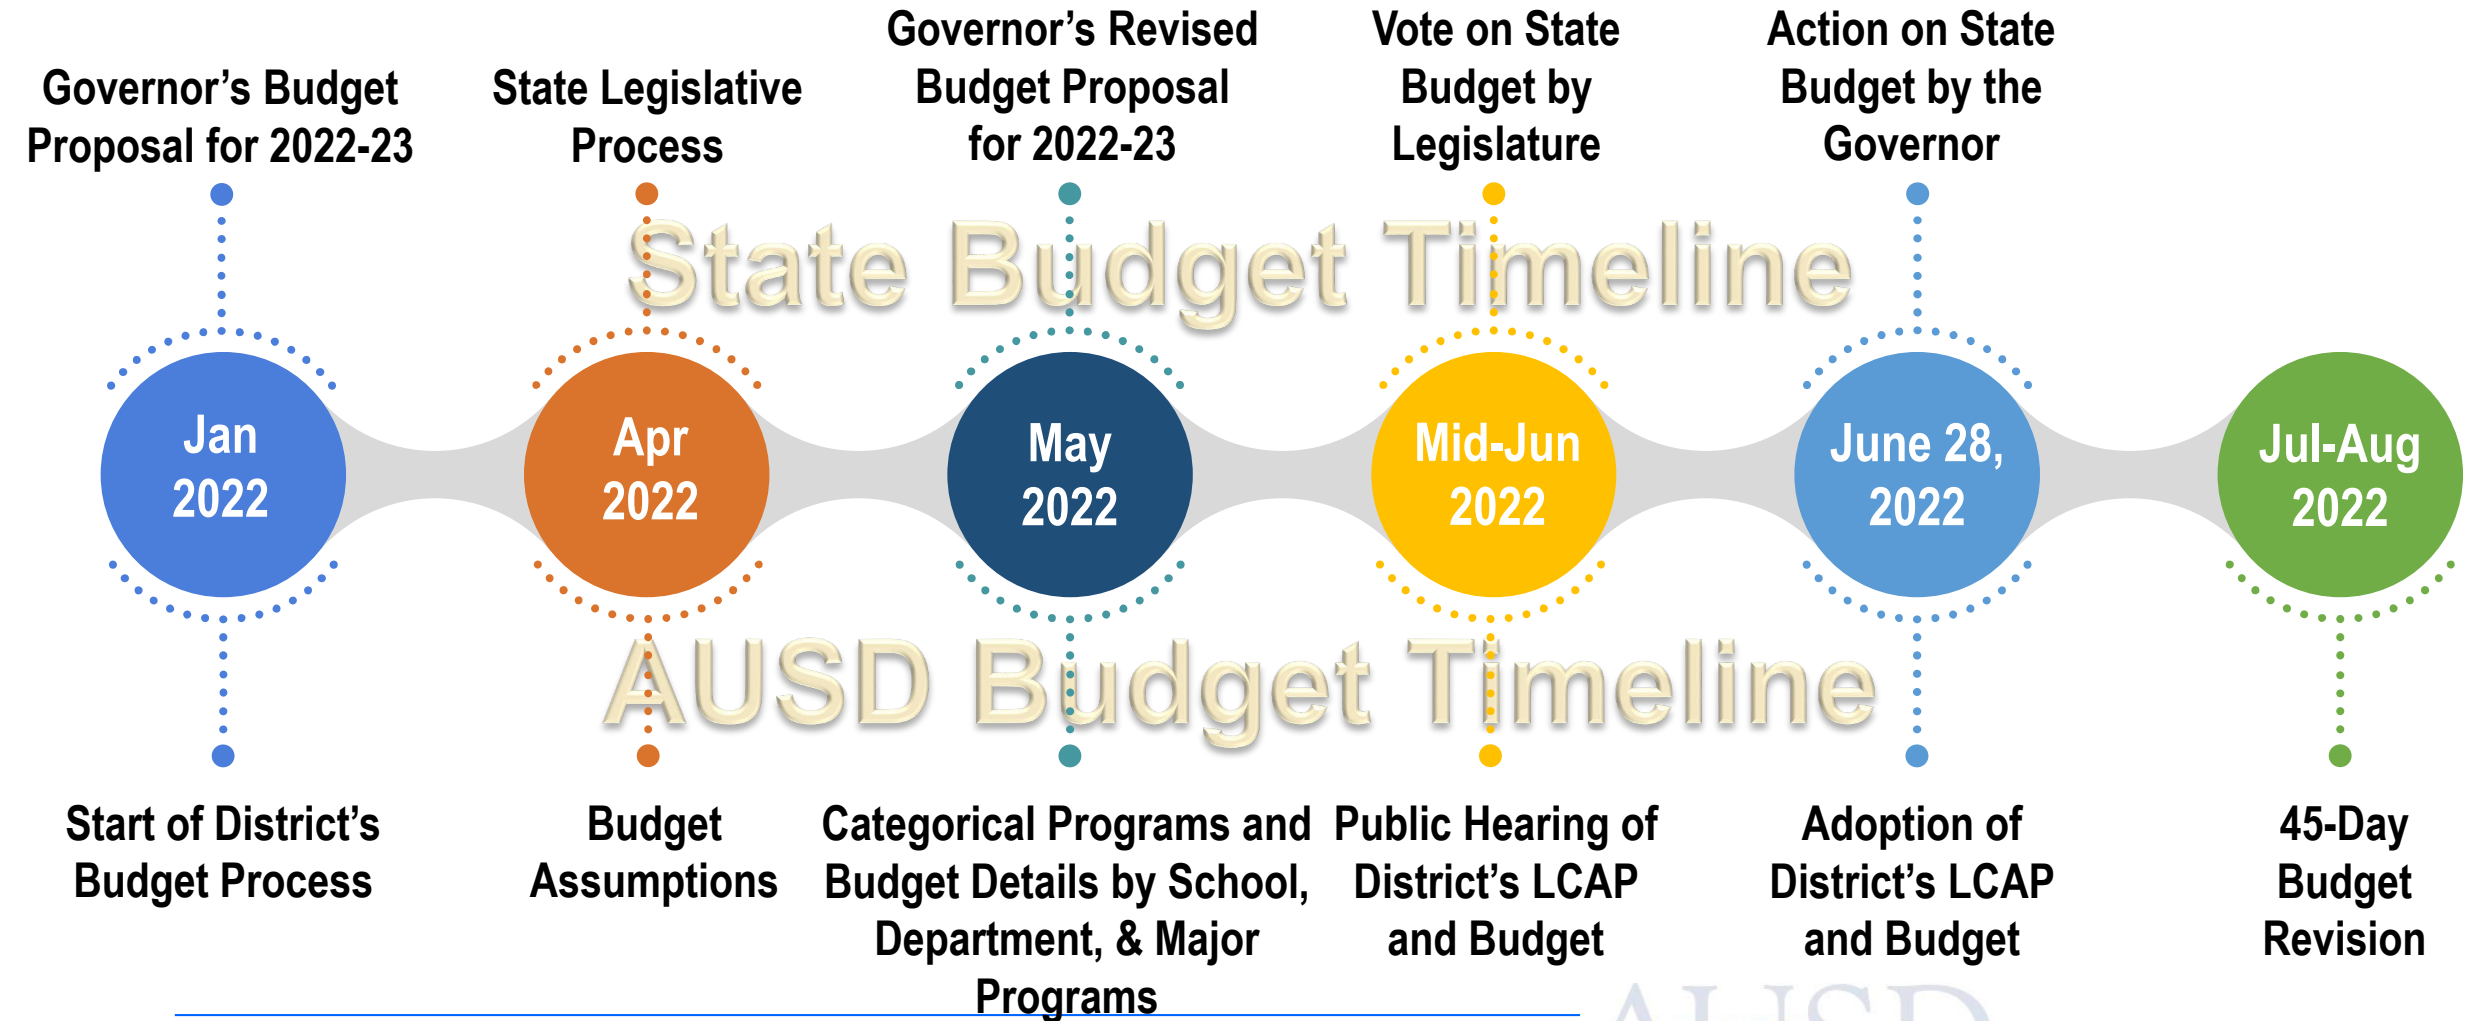 Governor’s Budget
Proposal for 2022-23
State Legislative
Process
Governor’s Revised
Budget Proposal
for 2022-23
Vote on State
Budget by
Legislature
Action on State
Budget by the
Governor
State Budget Timeline
Jan
2022
Apr
2022
May
2022
Mid-Jun
2022
June 28,
2022
Jul-Aug
2022
AUSD Budget Timeline
Start of District’s
Budget Process
Budget
Assumptions
Categorical Programs and
Budget Details by School,
Department, & Major
Programs
Public Hearing of
District’s LCAP
and Budget
Adoption of
District’s LCAP
and Budget
45-Day
Budget
Revision
AUSD